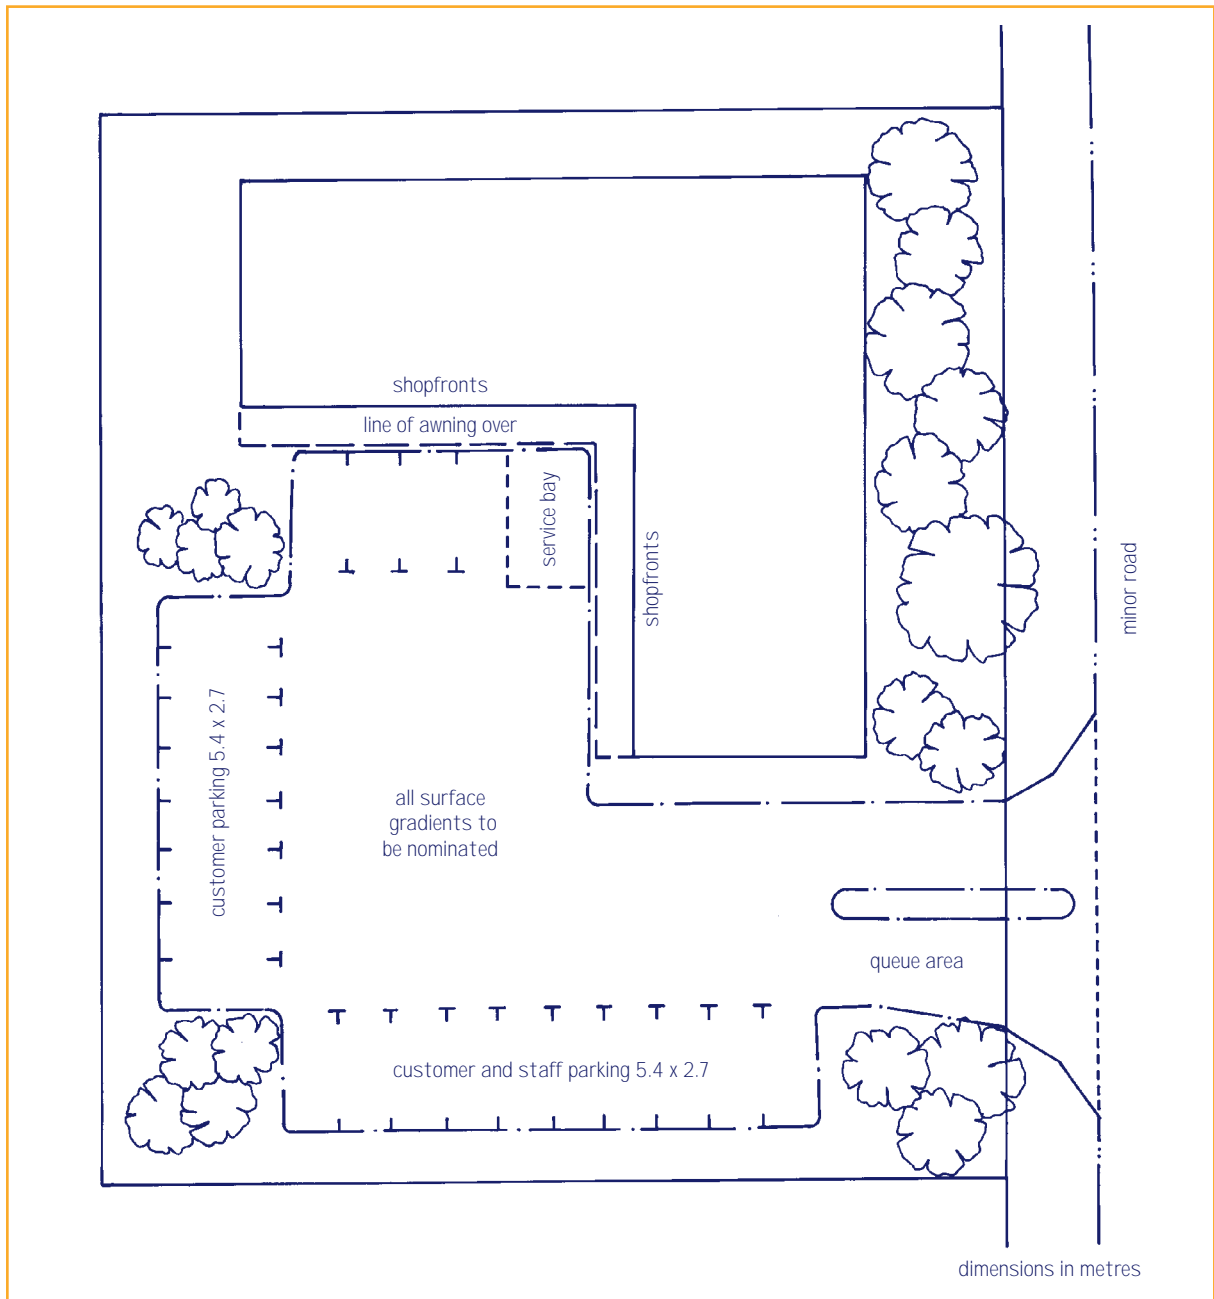 shopfronts
line of awning over
service bay
shopfronts
minor road
customer parking 5.4 x 2.7
all surface
gradients to
be nominated
queue area
customer and staff parking 5.4 x 2.7
dimensions in metres